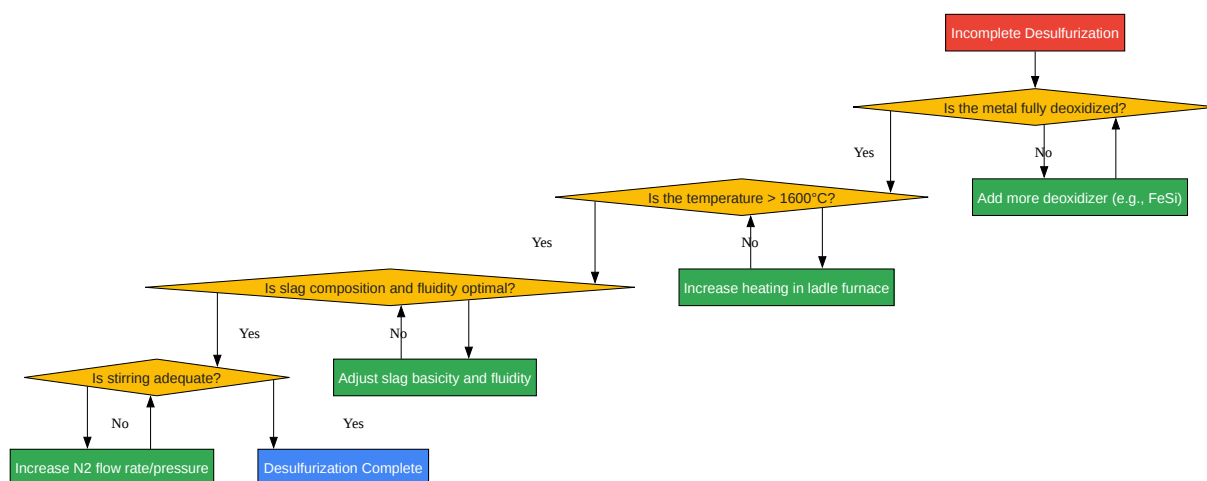 Incomplete Desulfurization
Is the metal fully deoxidized?
Yes
No
Add more deoxidizer (e.g., FeSi)
Is the temperature > 1600°C?
Yes
No
Increase heating in ladle furnace
Is slag composition and fluidity optimal?
Yes
No
Adjust slag basicity and fluidity
Is stirring adequate?
No
Yes
Increase N2 flow rate/pressure
Desulfurization Complete